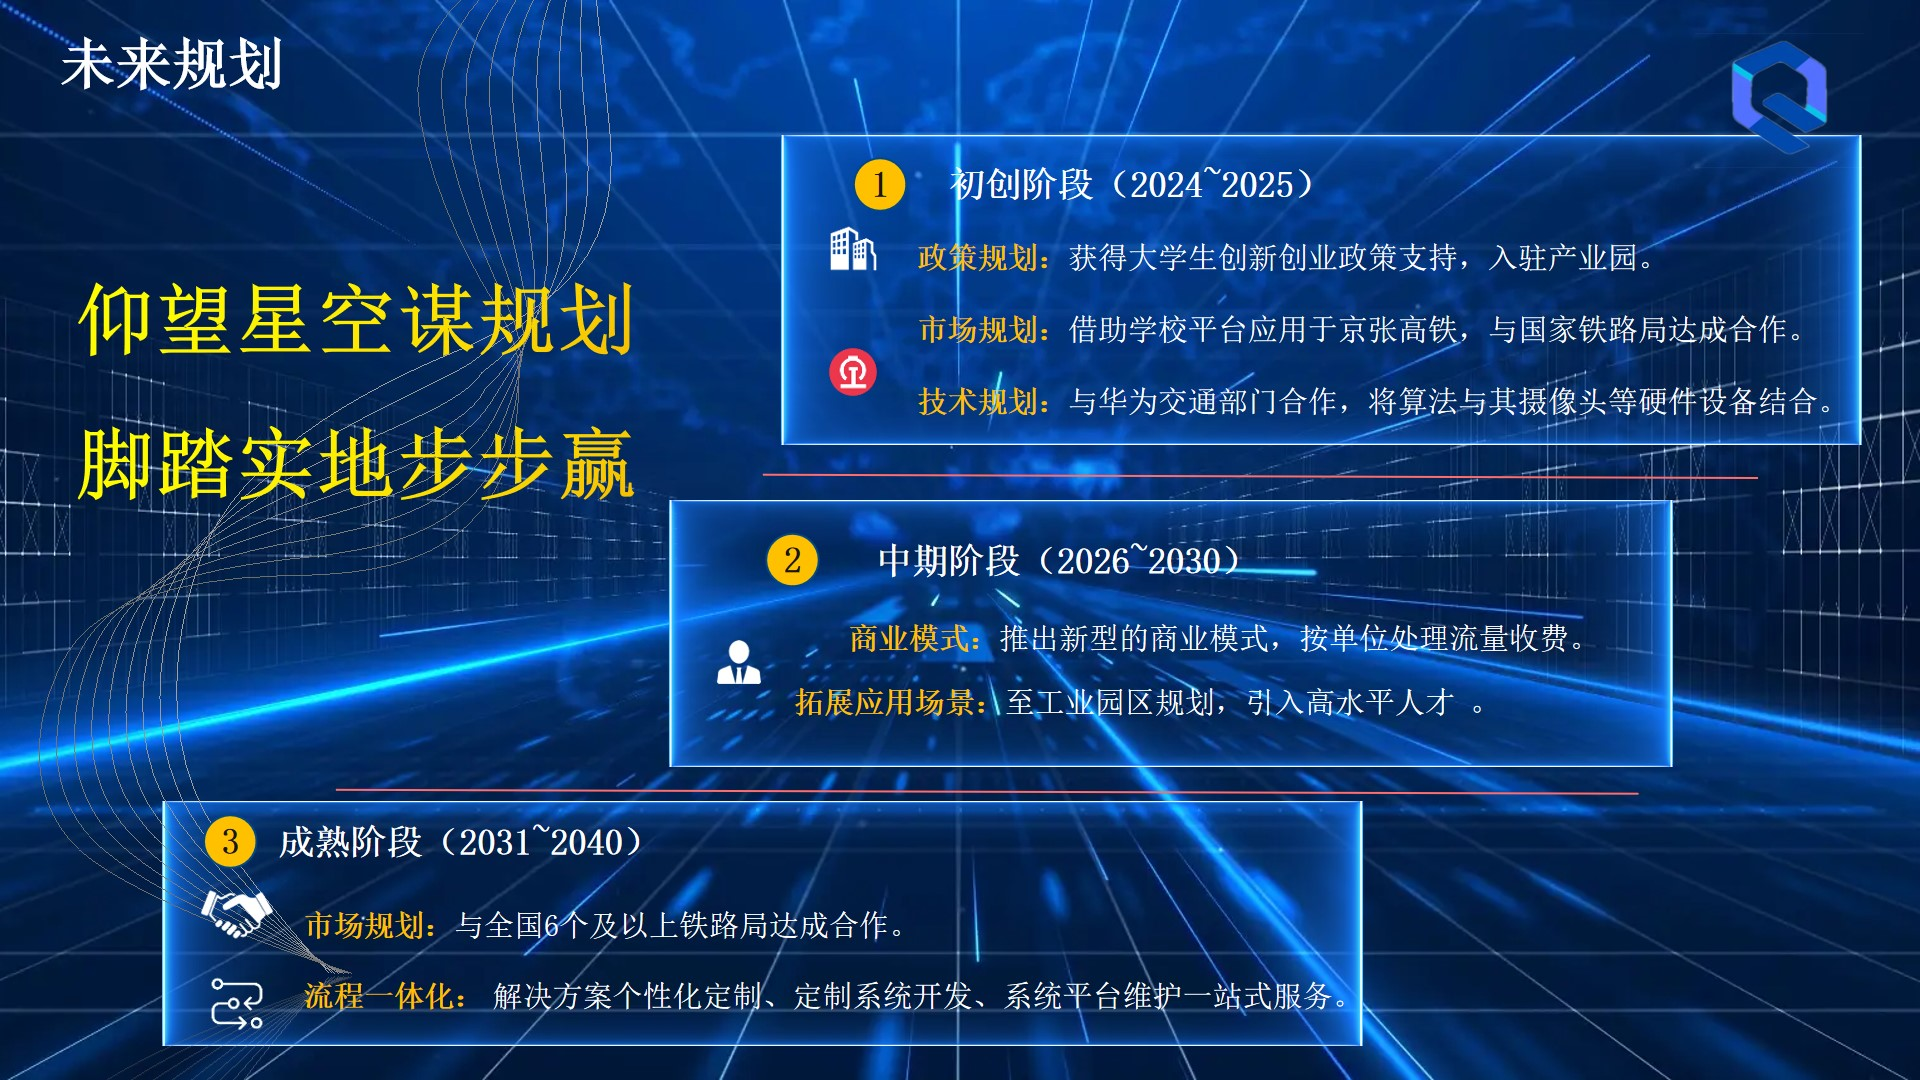 未来规划
仰望星空谋规划
脚踏实地步步赢
1 初创阶段（2024~2025）
政策规划：获得大学生创新创业政策支持，入驻产业园。
市场规划：借助学校平台应用于京张高铁，与国家铁路局达成合作。
技术规划：与华为交通部门合作，将算法与其摄像头等硬件设备结合。
2 中期阶段（2026~2030）
商业模式：推出新型的商业模式，按单位处理流量收费。
拓展应用场景：至工业园区规划，引入高水平人才 。
3 成熟阶段（2031~2040）
市场规划：与全国6个及以上铁路局达成合作。
流程一体化： 解决方案个性化定制、定制系统开发、系统平台维护一站式服务。